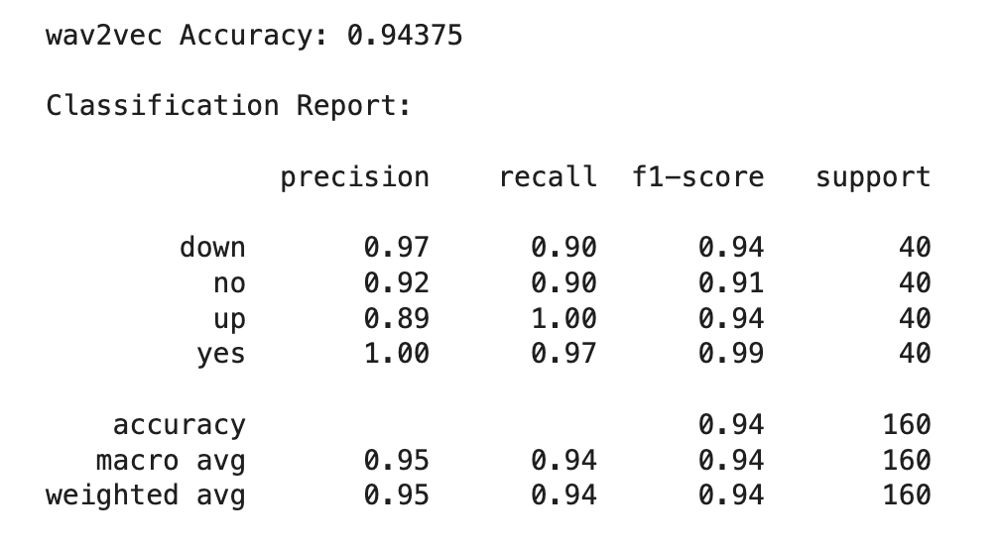 wav2vec Accuracy: 0.94375
Classification Report:
precision recall f1-score support
down 0.97 0.90 0.94 40
no 0.92 0.90 0.91 40
up 0.89 1.00 0.94 40
yes 1.00 0.97 0.99 40
accuracy 0.94 160
macro avg 0.95 0.94 0.94 160
weighted avg 0.95 0.94 0.94 160